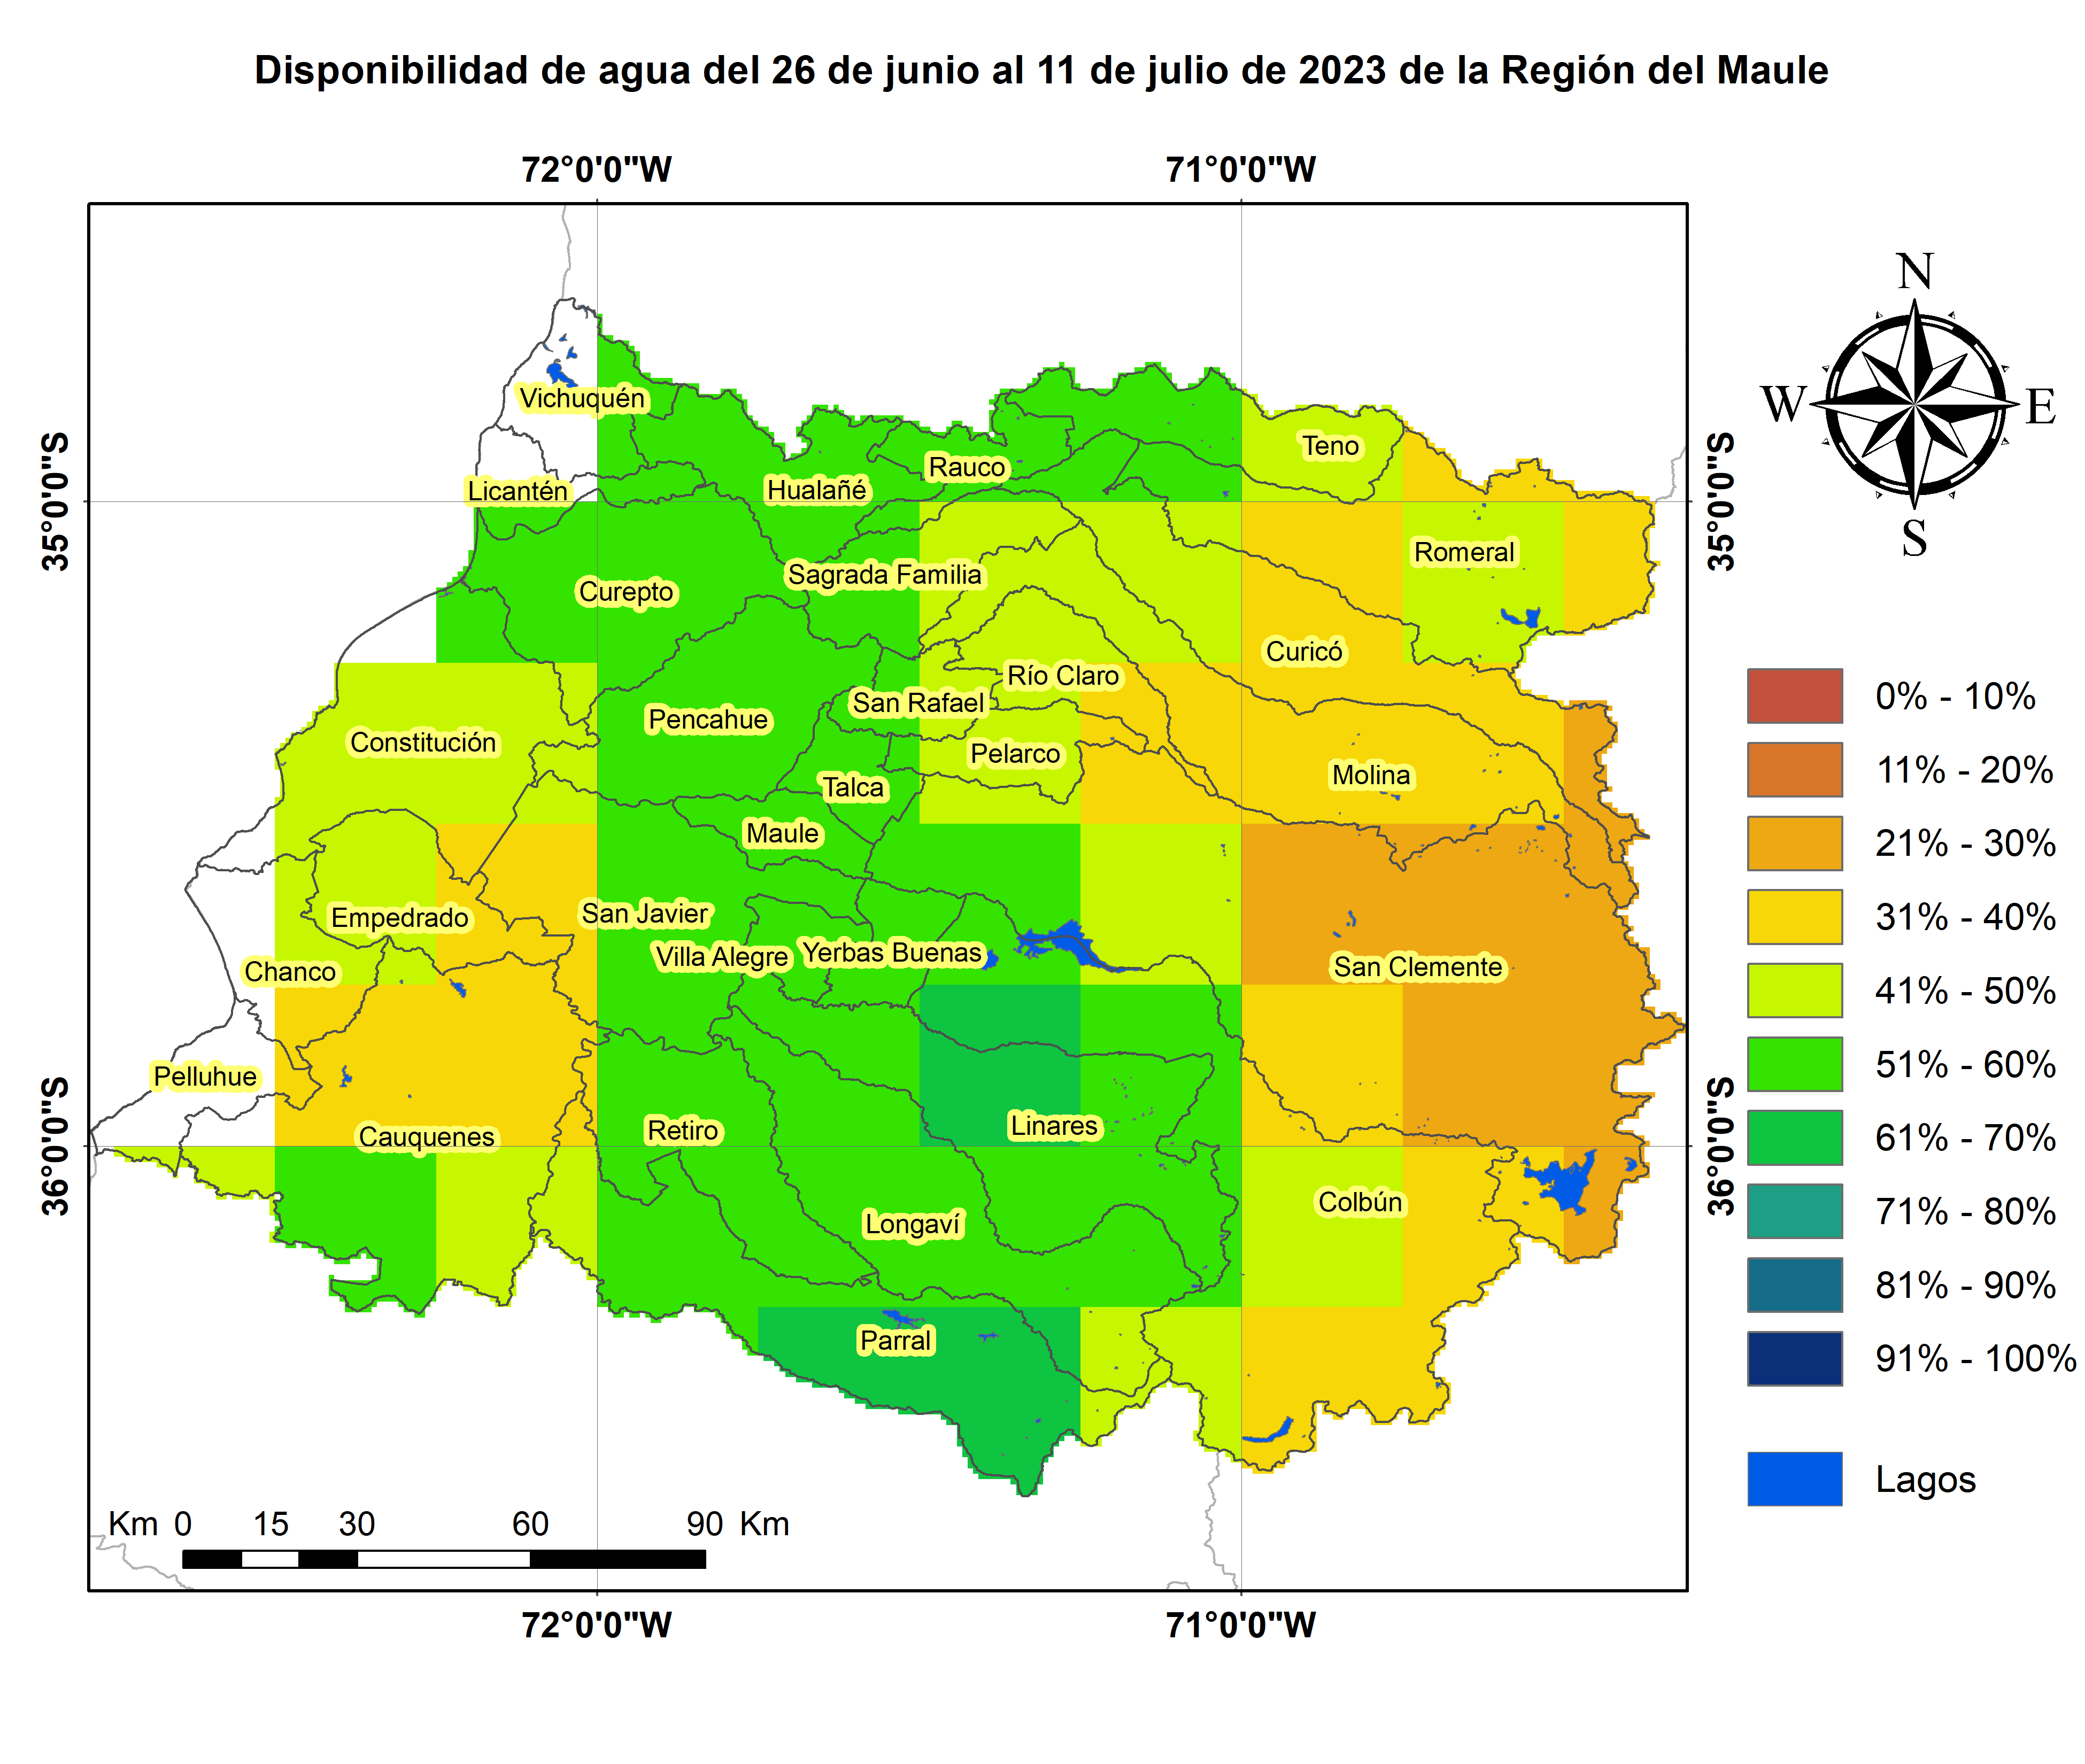 Disponibilidad de agua del 26 de junio al 11 de julio de 2023 de la Región del Maule
72°0'0"W
71°0'0"W
35°0'0"S
35°0'0"S
36°0'0"S
36°0'0"S
72°0'0"W
71°0'0"W
N
W
E
S
Vichuquén
Teno
Rauco
Licantén
Hualañé
Romeral
Sagrada Familia
Curepto
Curicó
Río Claro
San Rafael
Pencahue
Constitución
Pelarco
Molina
Talca
Maule
San Javier
Empedrado
Villa Alegre
Yerbas Buenas
Chanco
San Clemente
Pelluhue
Linares
Retiro
Cauquenes
Colbún
Longaví
Parral
Km 0 15 30 60 90 Km
0% - 10%
11% - 20%
21% - 30%
31% - 40%
41% - 50%
51% - 60%
61% - 70%
71% - 80%
81% - 90%
91% - 100%
Lagos